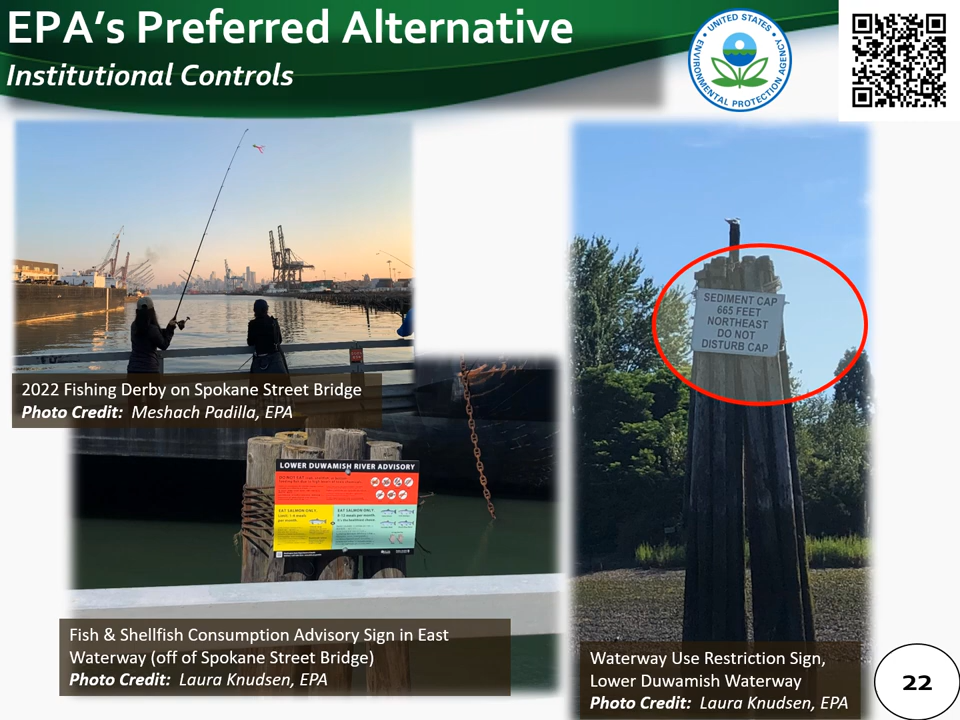 EPA's Preferred Alternative
Institutional Controls
UNITED STATES
ENVIRONMENTAL PROTECTION AGENCY
2022 Fishing Derby on Spokane Street Bridge
Photo Credit: Meshach Padilla, EPA
LOWER DUWAMISH RIVER ADVISORY
EAT SALMON ONLY
per month.
EAT SALMON ONLY
Fish & Shellfish Consumption Advisory Sign in East
Waterway (off of Spokane Street Bridge)
Photo Credit: Laura Knudsen, EPA
SEDIMENT CAP
665 FEET
NORTHEAST
DO NOT
DISTURB CAP
Waterway Use Restriction Sign,
Lower Duwamish Waterway
Photo Credit: Laura Knudsen, EPA
22